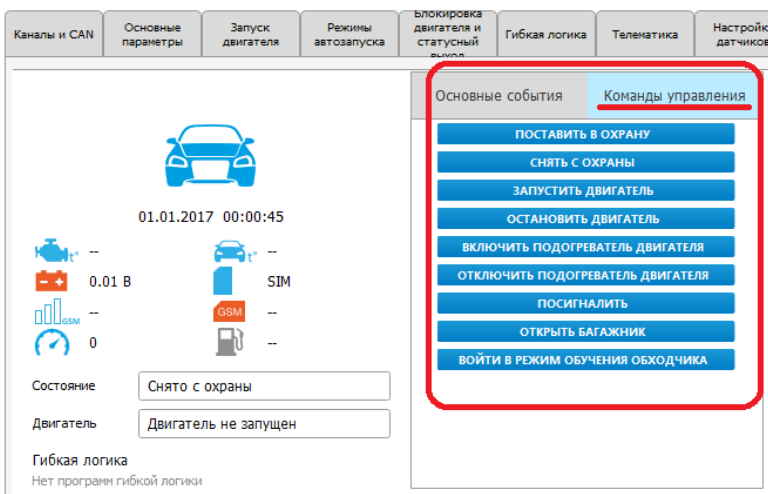 Каналы и CAN
Основные
параметры
Запуск
двигателя
Режимы
автозапуска
Блокировка
двигателя и
статусный
выход
Гибкая логика
Телематика
Настройк
датчиков
Основные события
Команды управления
ПОСТАВИТЬ В ОХРАНУ
СНЯТЬ С ОХРАНЫ
ЗАПУСТИТЬ ДВИГАТЕЛЬ
ОСТАНОВИТЬ ДВИГАТЕЛЬ
ВКЛЮЧИТЬ ПОДОГРЕВАТЕЛЬ ДВИГАТЕЛЯ
ОТКЛЮЧИТЬ ПОДОГРЕВАТЕЛЬ ДВИГАТЕЛЯ
ПОСИГНАЛИТЬ
ОТКРЫТЬ БАГАЖНИК
ВОЙТИ В РЕЖИМ ОБУЧЕНИЯ ОБХОДЧИКА
01.01.2017 00:00:45
t° --
t° --
0.01 В
SIM
GSM --
GSM --
0
--
Состояние
Снято с охраны
Двигатель
Двигатель не запущен
Гибкая логика
Нет программ гибкой логики